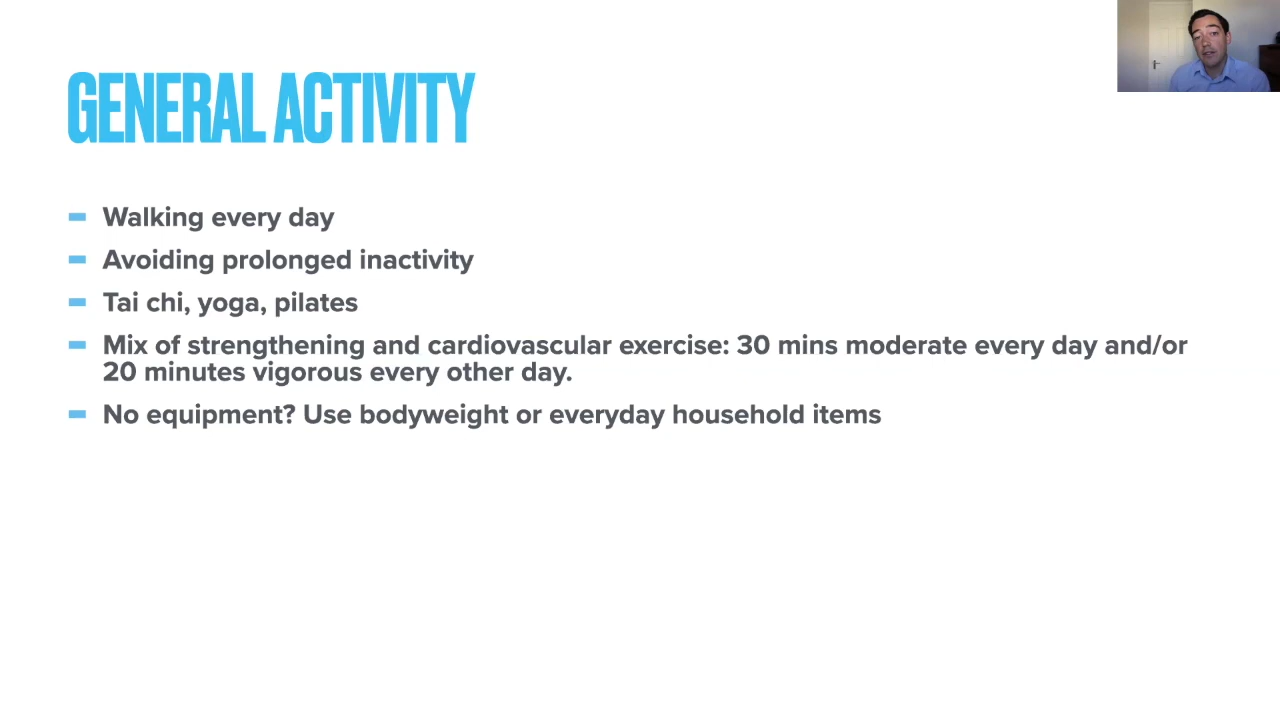 GENERAL ACTIVITY
Walking every day
Avoiding prolonged inactivity
Tai chi, yoga, pilates
Mix of strengthening and cardiovascular exercise: 30 mins moderate every day and/or
20 minutes vigorous every other day.
No equipment? Use bodyweight or everyday household items